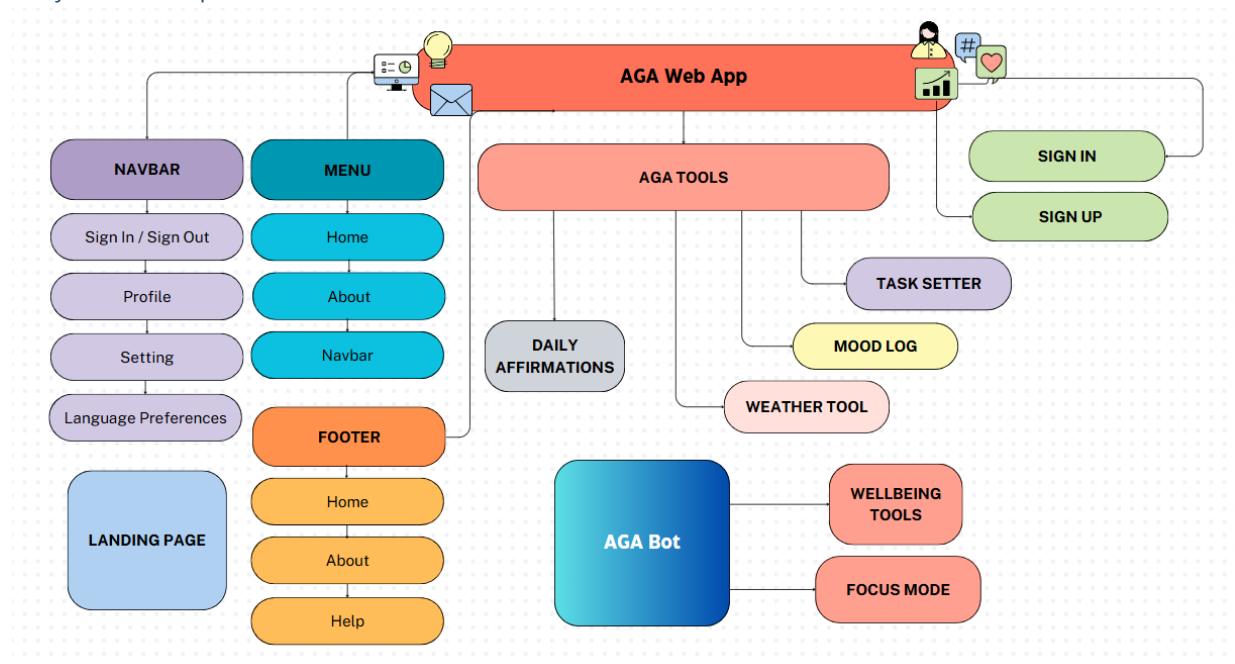 AGA Web App
NAVBAR
Sign In / Sign Out
Profile
Setting
Language Preferences
MENU
Home
About
Navbar
FOOTER
Home
About
Help
LANDING PAGE
AGA TOOLS
DAILY
AFFIRMATIONS
WEATHER TOOL
MOOD LOG
TASK SETTER
#
SIGN IN
SIGN UP
AGA Bot
WELLBEING
TOOLS
FOCUS MODE